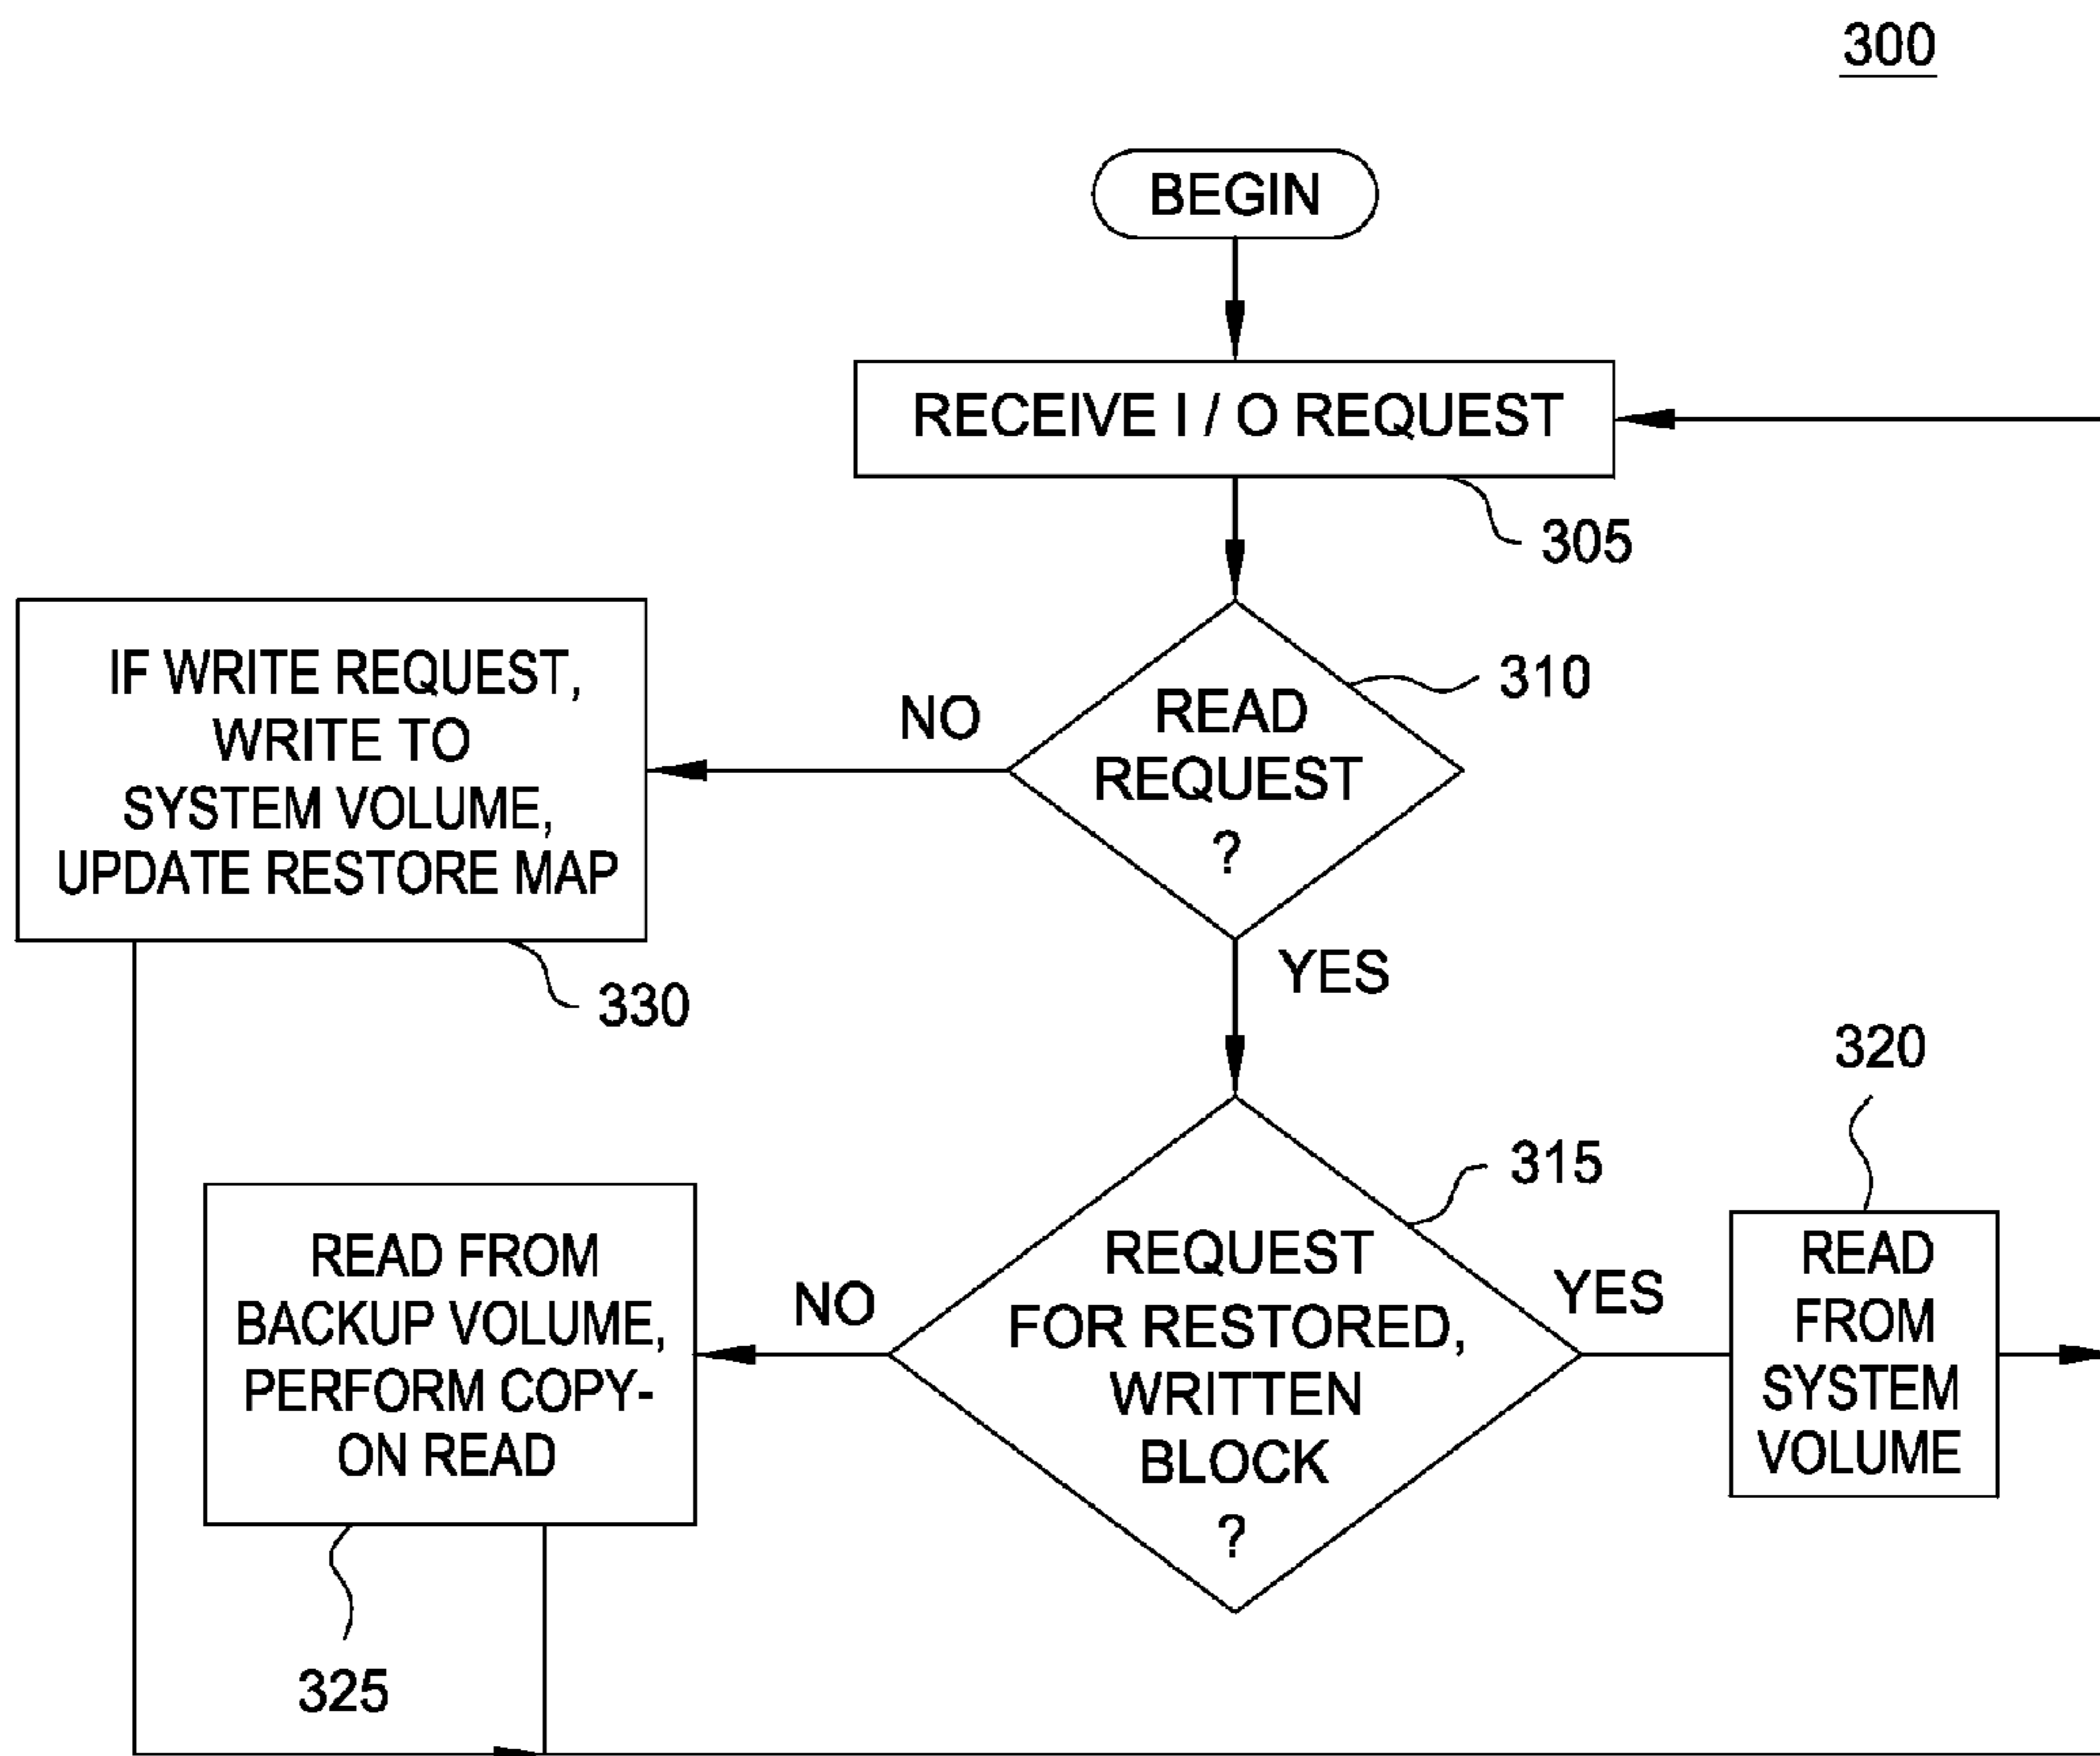 300
BEGIN
RECEIVE I / O REQUEST
305
IF WRITE REQUEST,
WRITE TO
SYSTEM VOLUME,
UPDATE RESTORE MAP
330
NO
READ
REQUEST
?
310
YES
READ FROM
BACKUP VOLUME,
PERFORM COPY-
ON READ
325
NO
REQUEST
FOR RESTORED,
WRITTEN
BLOCK
?
315
YES
320
READ
FROM
SYSTEM
VOLUME